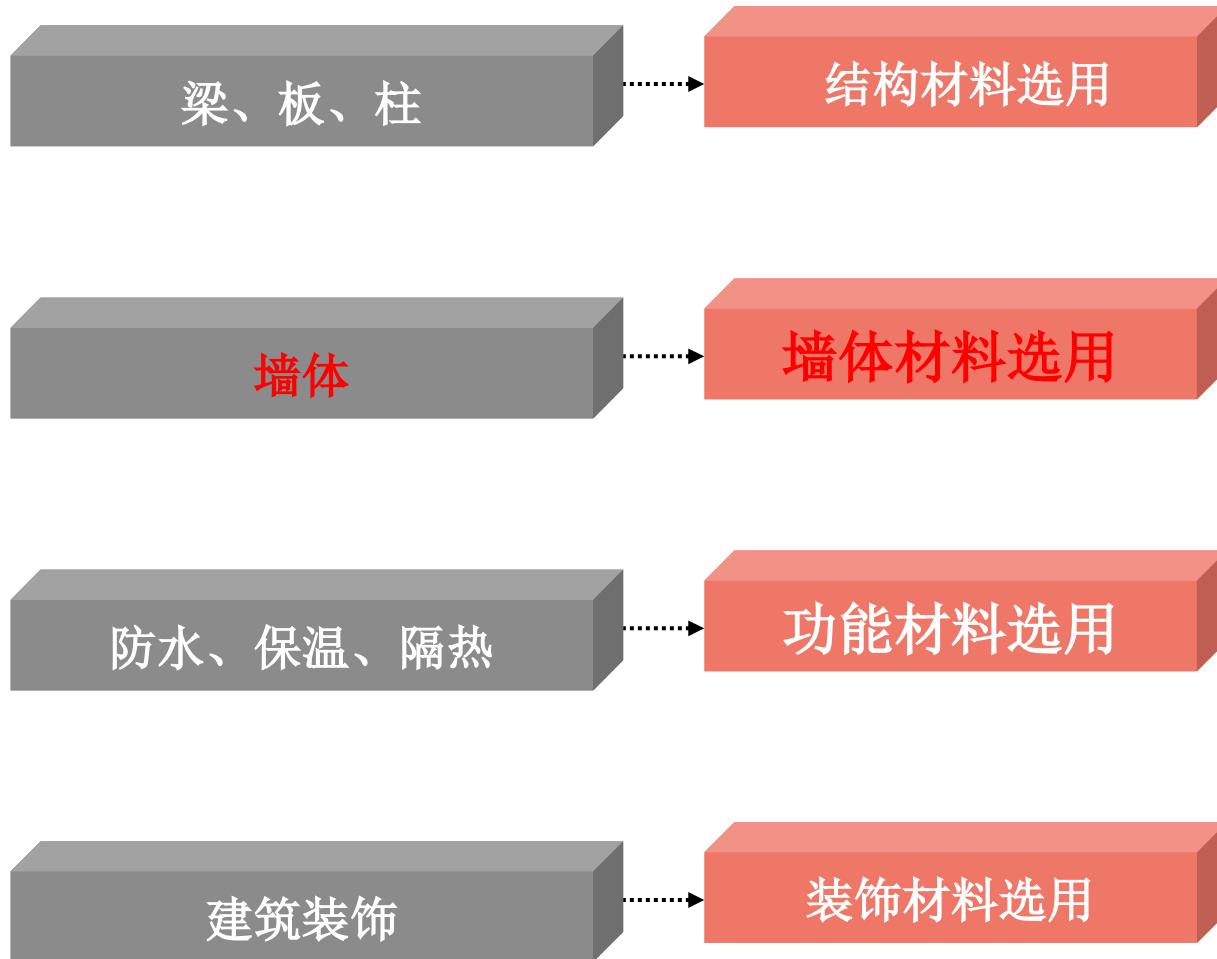 梁、板、柱
结构材料选用
墙体
墙体材料选用
防水、保温、隔热
功能材料选用
建筑装饰
装饰材料选用